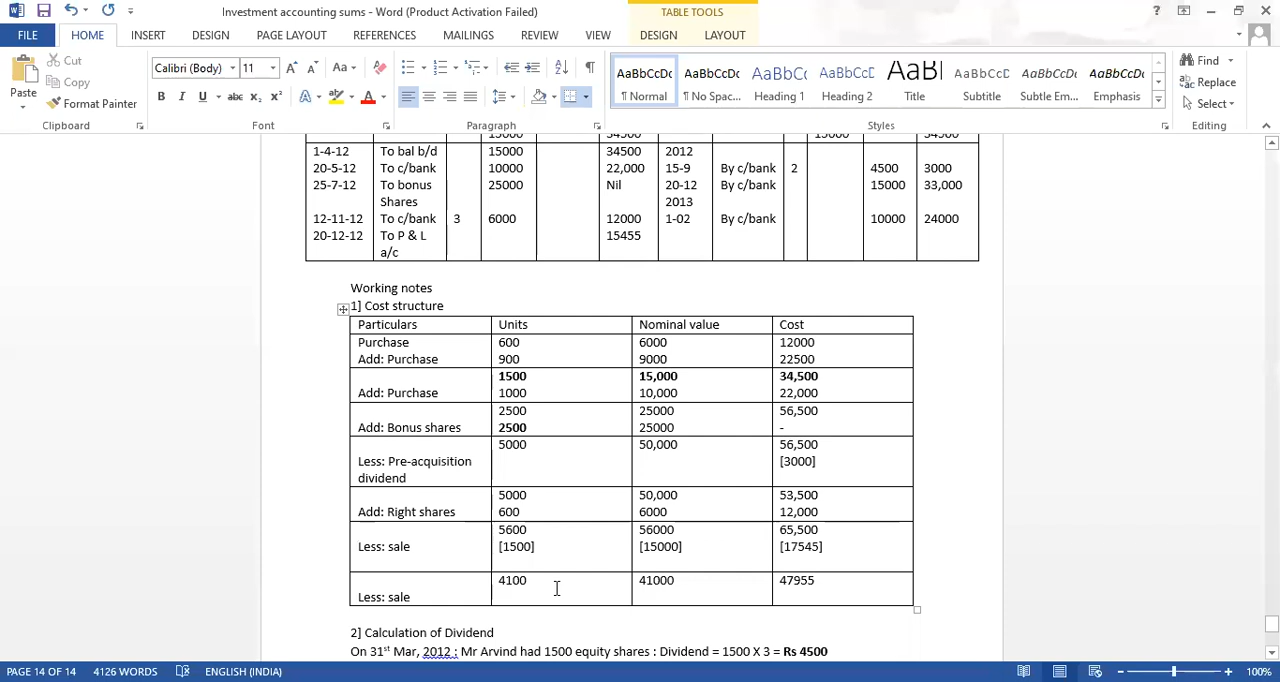 Investment accounting sums - Word (Product Activation Failed)
TABLE TOOLS
FILE HOME INSERT DESIGN PAGE LAYOUT REFERENCES MAILINGS REVIEW VIEW DESIGN LAYOUT
Paste
Cut
Copy
Format Painter
Clipboard
Calibri (Body) 11
Font
Paragraph
AaBbCcDc AaBbCcDc AaBbCc AaBbCcDc AaBl AaBbCcDc AaBbCcDc AaBbCcDc
¶ Normal ¶ No Spac... Heading 1 Heading 2 Title Subtitle Subtle Em... Emphasis
Styles
Find
Replace
Select
Editing
15000 34500 15000 34500
1-4-12 To bal b/d 15000 34500 2012
20-5-12 To c/bank 10000 22,000 15-9 By c/bank 2 4500 3000
25-7-12 To bonus 25000 Nil 20-12 By c/bank 15000 33,000
Shares 2013
12-11-12 To c/bank 3 6000 12000 1-02 By c/bank 10000 24000
20-12-12 To P & L 15455
a/c
Working notes
1] Cost structure
Particulars Units Nominal value Cost
Purchase 600 6000 12000
Add: Purchase 900 9000 22500
1500 15,000 34,500
Add: Purchase 1000 10,000 22,000
2500 25000 56,500
Add: Bonus shares 2500 25000 -
5000 50,000 56,500
Less: Pre-acquisition [3000]
dividend
5000 50,000 53,500
Add: Right shares 600 6000 12,000
5600 56000 65,500
Less: sale [1500] [15000] [17545]
4100 41000 47955
Less: sale
2] Calculation of Dividend
On 31st Mar, 2012 : Mr Arvind had 1500 equity shares : Dividend = 1500 X 3 = Rs 4500
PAGE 14 OF 14 4126 WORDS ENGLISH (INDIA) 100%